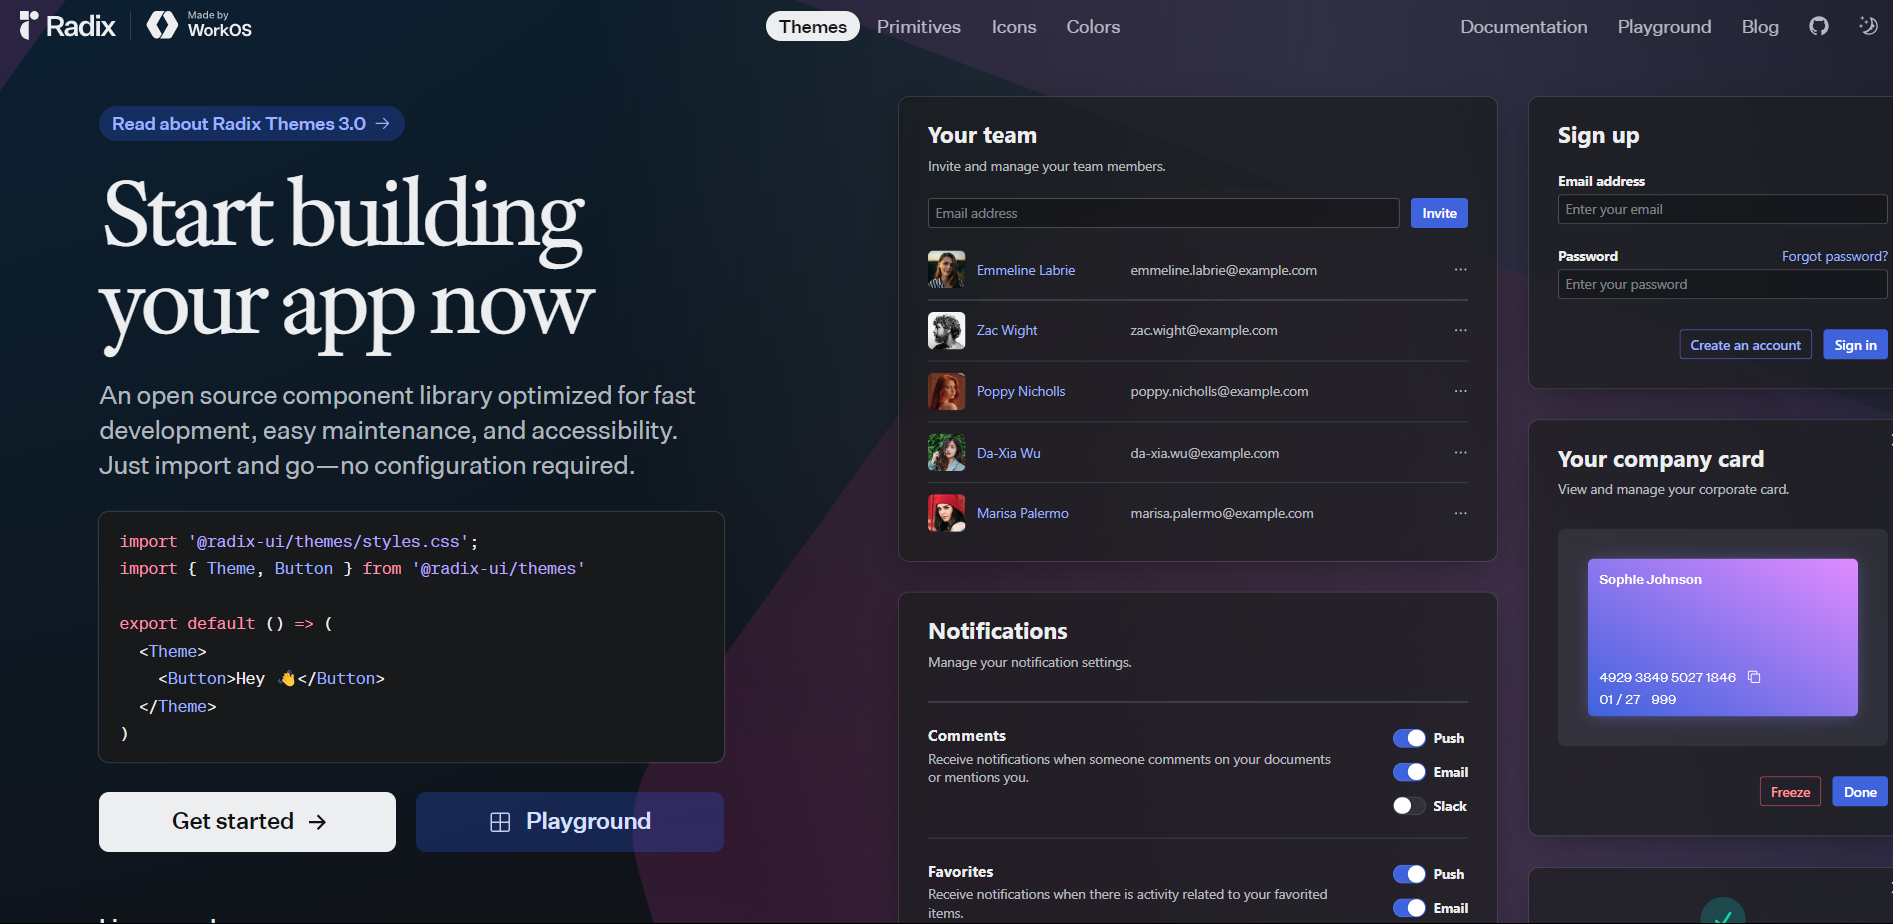 Radix
Made by
WorkOS
Themes
Primitives
Icons
Colors
Documentation
Playground
Blog
Read about Radix Themes 3.0 →
Start building
your app now
An open source component library optimized for fast
development, easy maintenance, and accessibility.
Just import and go—no configuration required.
import '@radix-ui/themes/styles.css';
import { Theme, Button } from '@radix-ui/themes'
export default () => (
<Theme>
<Button>Hey 👋</Button>
</Theme>
)
Get started →
Playground
Your team
Invite and manage your team members.
Email address
Invite
Emmeline Labrie emmeline.labrie@example.com ···
Zac Wight zac.wight@example.com ···
Poppy Nicholls poppy.nicholls@example.com ···
Da-Xia Wu da-xia.wu@example.com ···
Marisa Palermo marisa.palermo@example.com ···
Notifications
Manage your notification settings.
Comments
Receive notifications when someone comments on your documents
or mentions you.
Push
Email
Slack
Favorites
Receive notifications when there is activity related to your favorited
items.
Push
Email
Sign up
Email address
Enter your email
Password
Forgot password?
Enter your password
Create an account
Sign in
Your company card
View and manage your corporate card.
Sophie Johnson
4929 3849 5027 1846
01 / 27 999
Freeze
Done